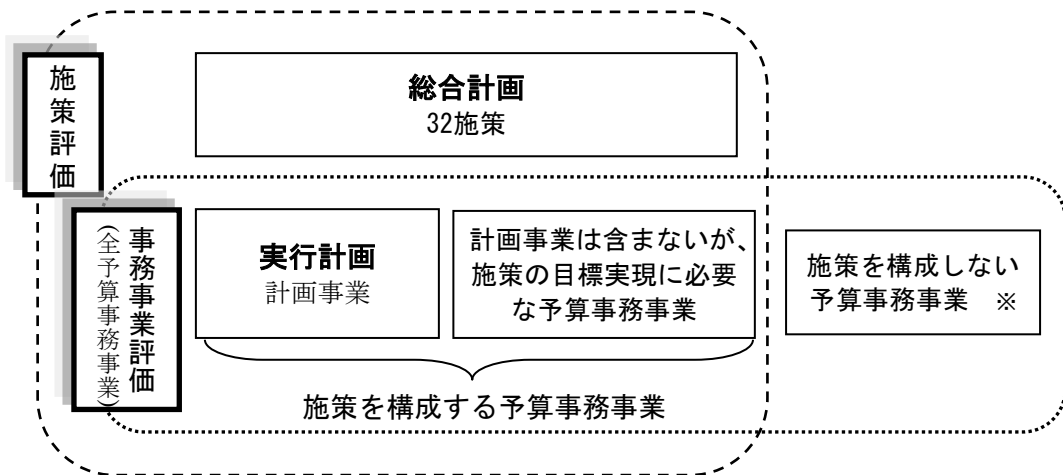 施策評価
総合計画
32施策
事務事業評価
(全予算事務事業)
実行計画
計画事業
計画事業は含まないが、
施策の目標実現に必要
な予算事務事業
施策を構成しない
予算事務事業　※
施策を構成する予算事務事業